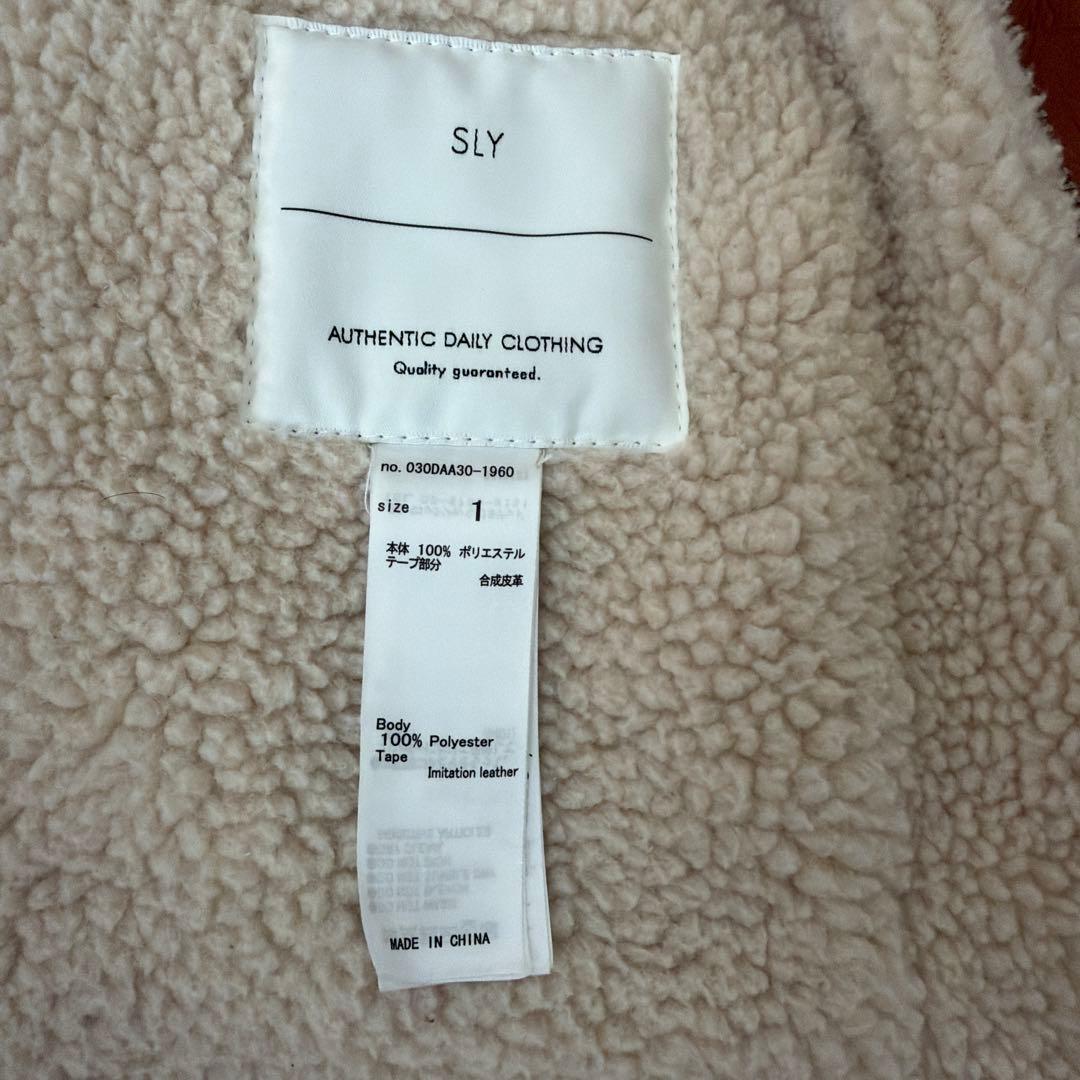 SLY
AUTHENTIC DAILY CLOTHING
Quality guaranteed.
no. 030DAA30-1960
size 1
本体 100% ポリエステル
テープ部分
合成皮革
Body
100% Polyester
Tape
Imitation leather
MADE IN CHINA